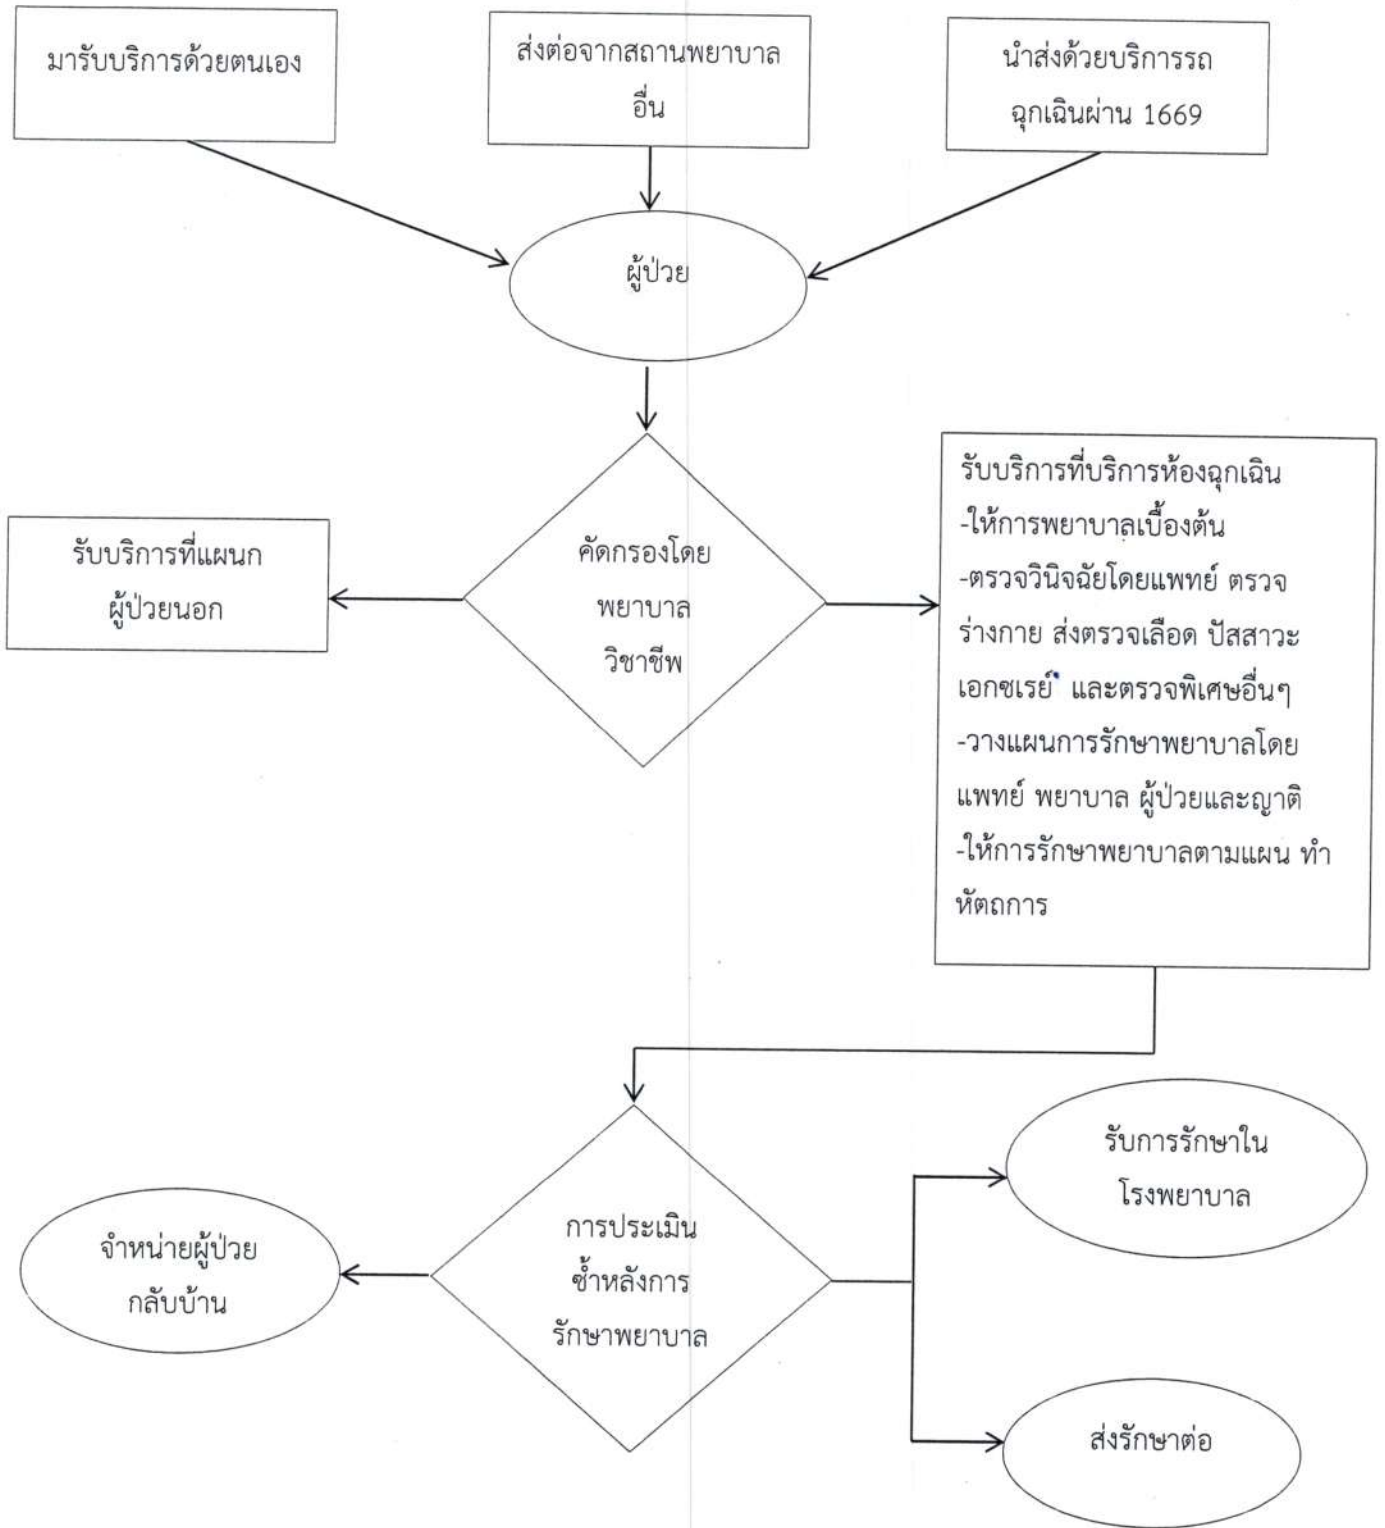 มารับบริการด้วยตนเอง
ส่งต่อจากสถานพยาบาล
อื่น
นำส่งด้วยบริการรถ
ฉุกเฉินผ่าน 1669
ผู้ป่วย
รับบริการที่แผนก
ผู้ป่วยนอก
คัดกรองโดย
พยาบาล
วิชาชีพ
รับบริการที่บริการห้องฉุกเฉิน
-ให้การพยาบาลเบื้องต้น
-ตรวจวินิจฉัยโดยแพทย์ ตรวจ
ร่างกาย ส่งตรวจเลือด ปัสสาวะ
เอกซเรย์ และตรวจพิเศษอื่นๆ
-วางแผนการรักษาพยาบาลโดย
แพทย์ พยาบาล ผู้ป่วยและญาติ
-ให้การรักษาพยาบาลตามแผน ทำ
หัตถการ
จำหน่ายผู้ป่วย
กลับบ้าน
การประเมิน
ซ้ำหลังการ
รักษาพยาบาล
รับการรักษาใน
โรงพยาบาล
ส่งรักษาต่อ